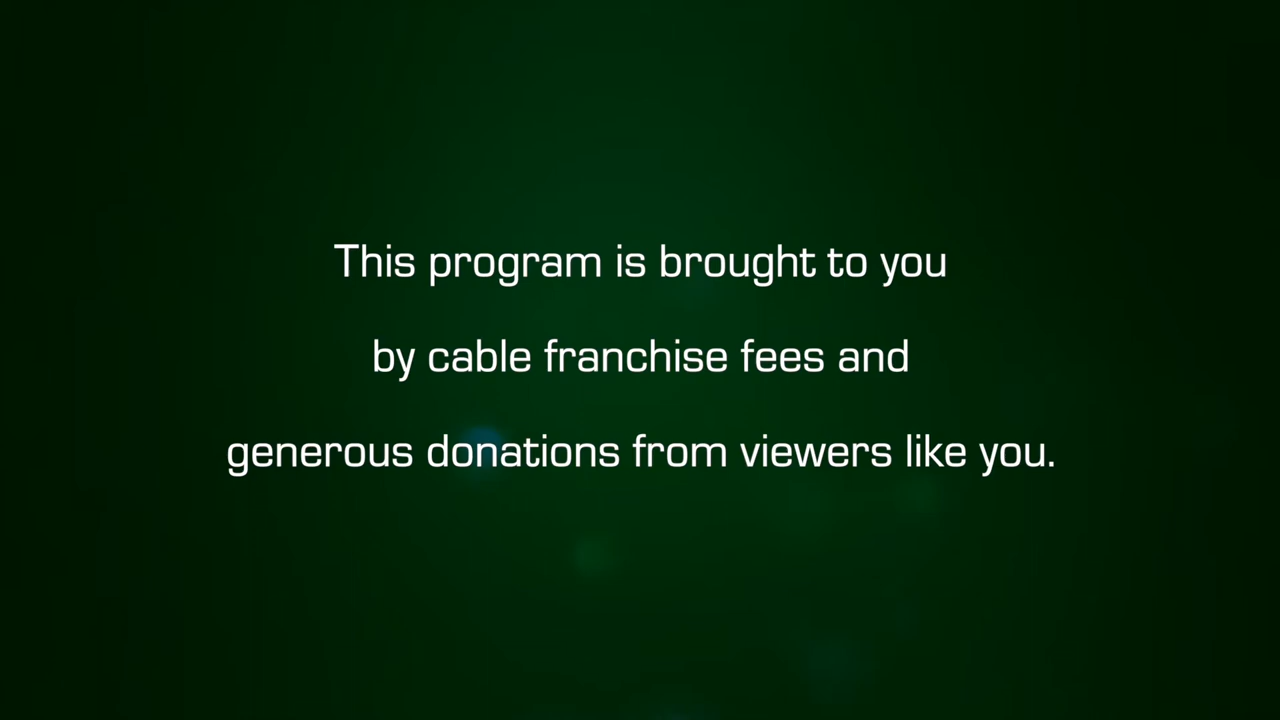 This program is brought to you
by cable franchise fees and
generous donations from viewers like you.